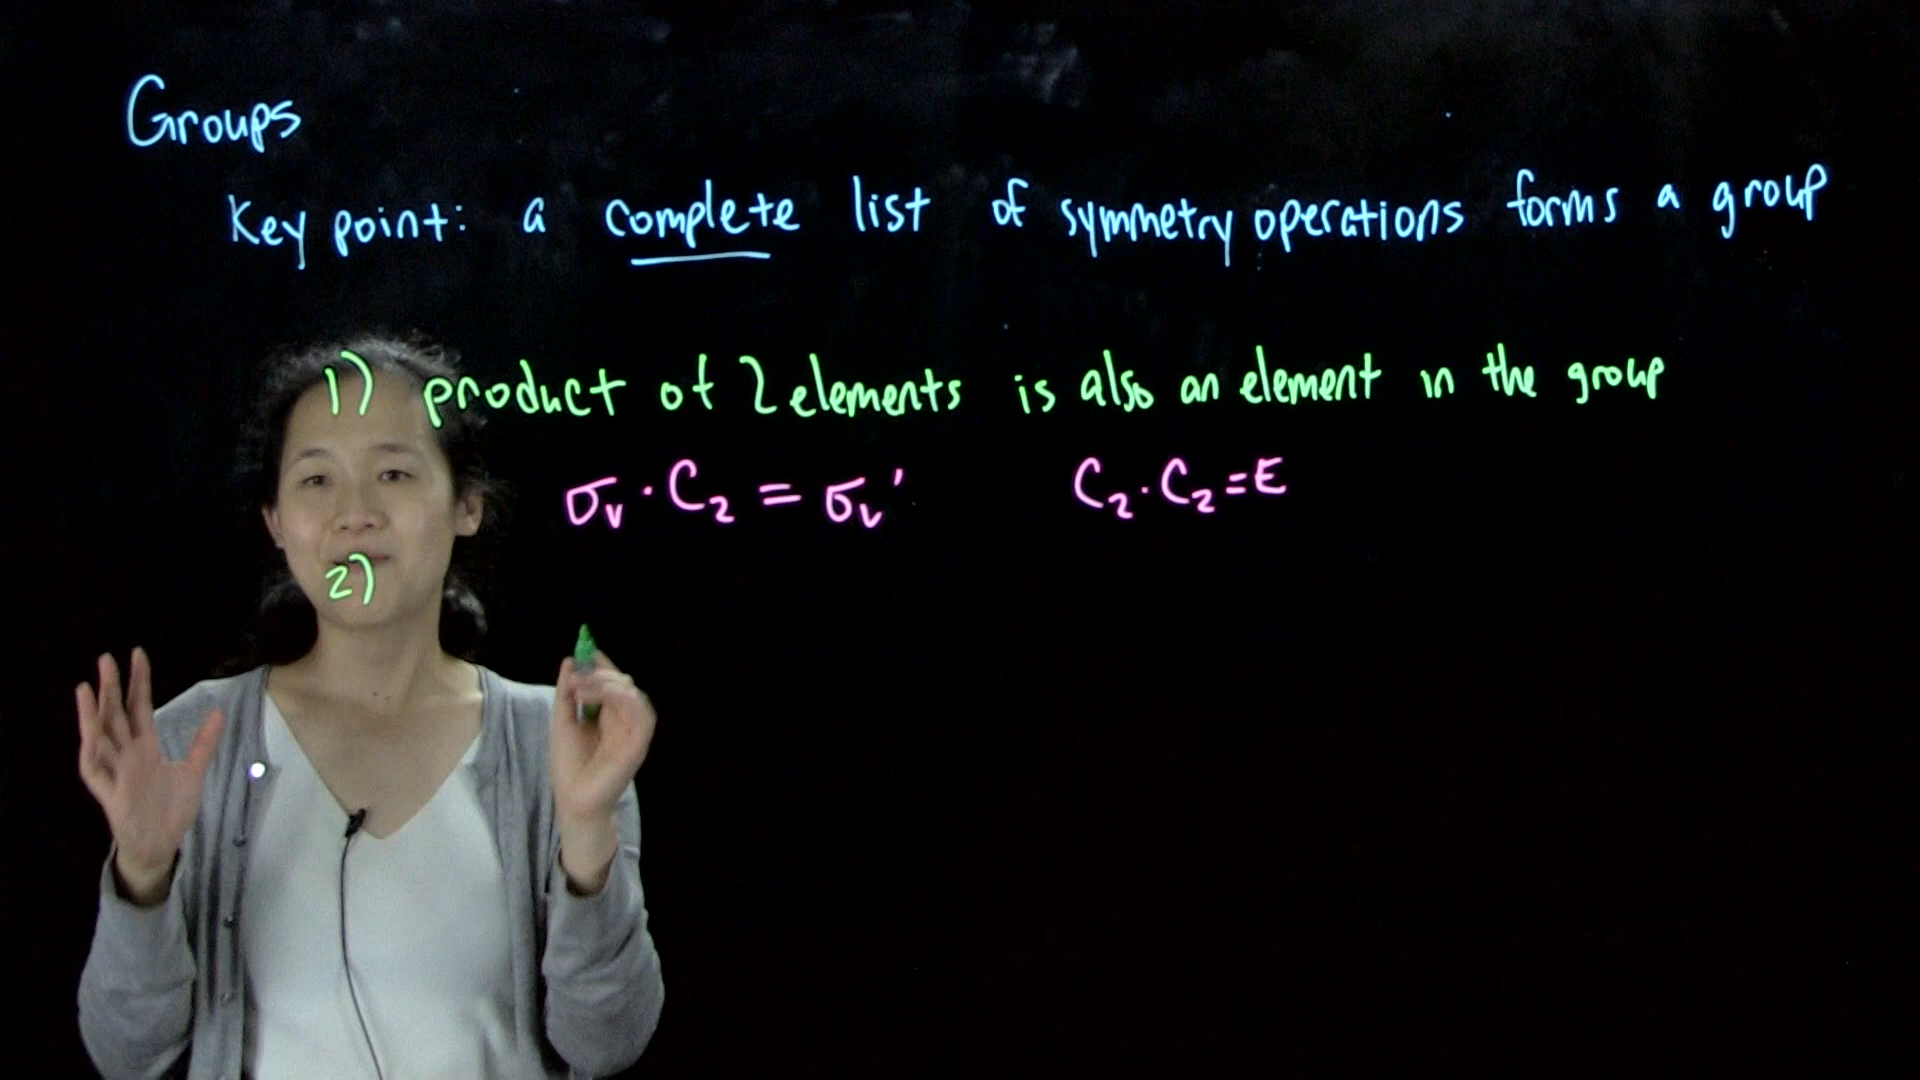 Groups
Key point: a complete list of symmetry operations forms a group
1) product of 2 elements is also an element in the group
σv · C₂ = σv' C₂ · C₂ = E
2)